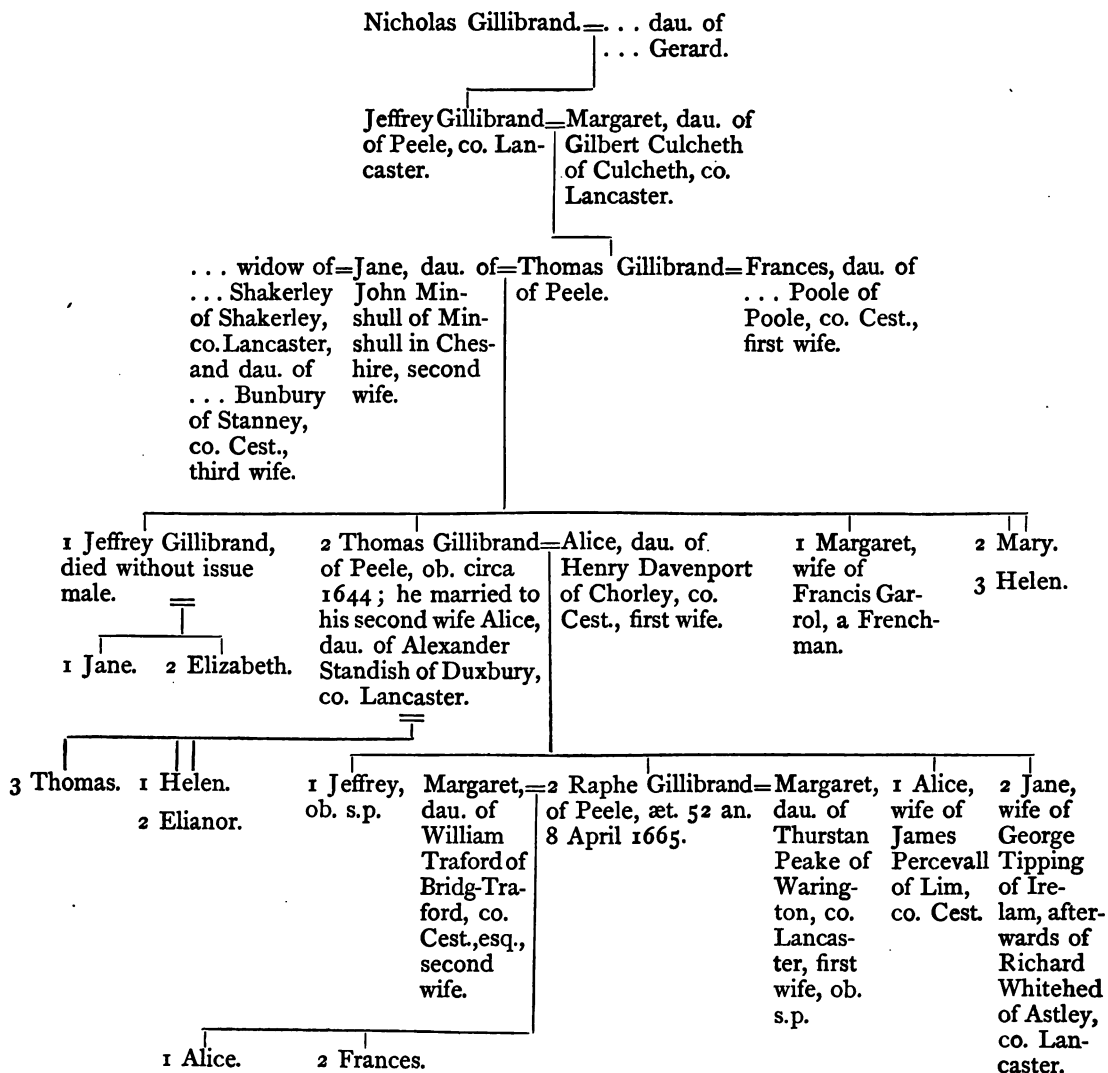 Nicholas Gillibrand.=. . . dau. of
. . . Gerard.
Jeffrey Gillibrand=Margaret, dau. of
of Peele, co. Lan- Gilbert Culcheth
caster. of Culcheth, co.
Lancaster.
. . . widow of=Jane, dau. of=Thomas Gillibrand=Frances, dau. of
. . . Shakerley John Min- of Peele. . . . Poole of
of Shakerley, shull of Min- Poole, co. Cest.,
co.Lancaster, shull in Ches- first wife.
and dau. of hire, second
. . . Bunbury wife.
of Stanney,
co. Cest.,
third wife.
1 Jeffrey Gillibrand, 2 Thomas Gillibrand=Alice, dau. of 1 Margaret, 2 Mary.
died without issue of Peele, ob. circa Henry Davenport wife of 3 Helen.
male. 1644; he married to of Chorley, co. Francis Gar-
his second wife Alice, Cest., first wife. rol, a French-
dau. of Alexander man.
1 Jane. 2 Elizabeth. Standish of Duxbury,
co. Lancaster.
3 Thomas. 1 Helen. 1 Jeffrey, Margaret,=2 Raphe Gillibrand=Margaret, 1 Alice, 2 Jane,
2 Elianor. ob. s.p. dau. of of Peele, æt. 52 an. dau. of wife of wife of
William 8 April 1665. Thurstan James George
Traford of Peake of Percevall Tipping
Bridg-Tra- Waring- of Lim, of Ire-
ford, co. ton, co. co. Cest. lam, after-
Cest.,esq., Lancas- wards of
second ter, first Richard
wife. wife, ob. Whitehed
s.p. of Astley,
1 Alice. 2 Frances. co. Lan-
caster.